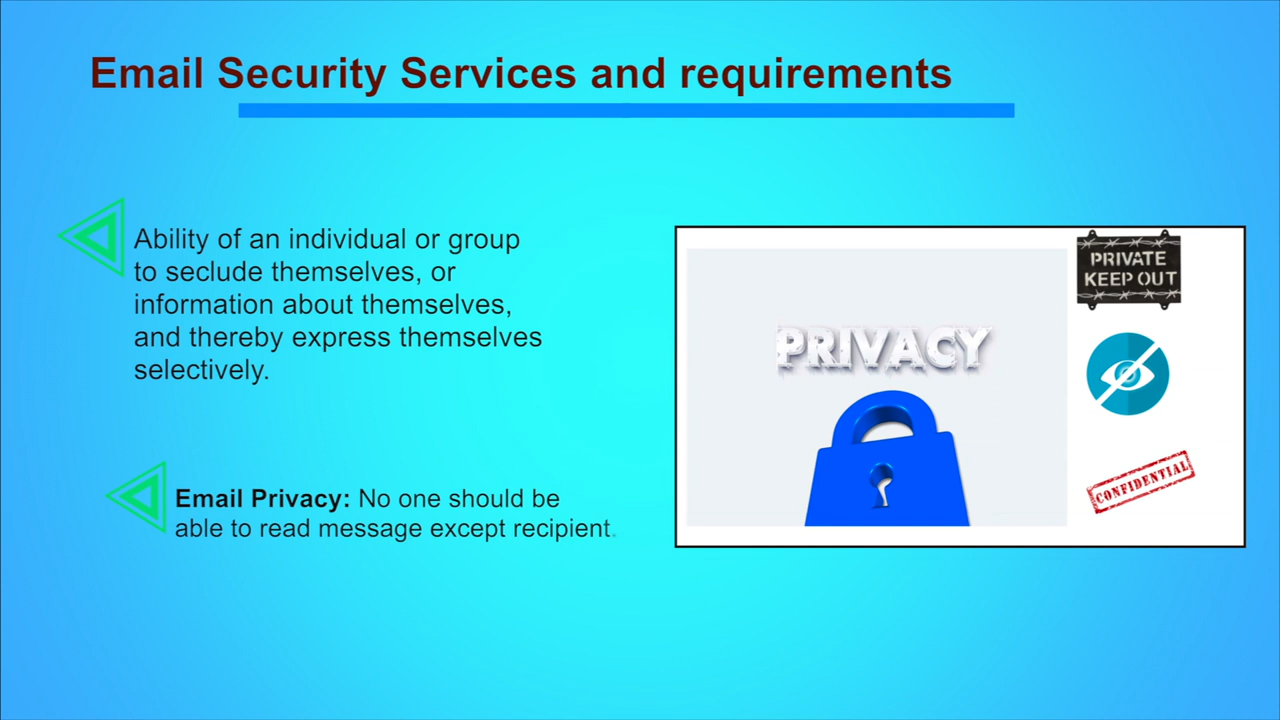 Email Security Services and requirements
Ability of an individual or group
to seclude themselves, or
information about themselves,
and thereby express themselves
selectively.
Email Privacy: No one should be
able to read message except recipient.
PRIVACY
PRIVATE
KEEP OUT
CONFIDENTIAL